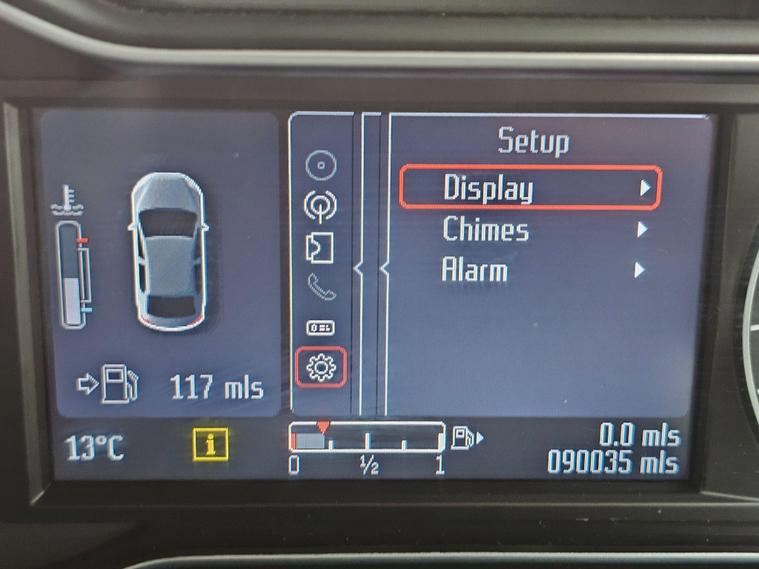 Setup
Display
Chimes
Alarm
117 mls
13°C
i
0 ½ 1
0.0 mls
090035 mls